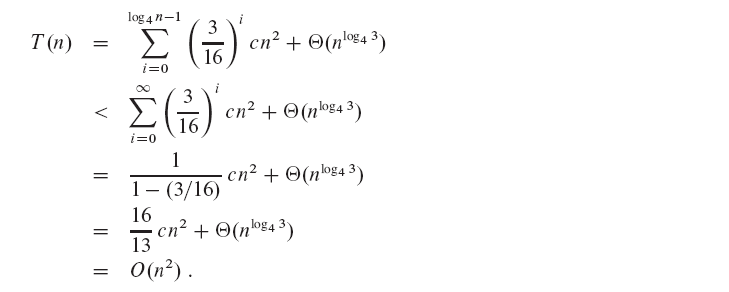 T(n) = \sum_{i=0}^{\log_4 n-1} \left(\frac{3}{16}\right)^i cn^2 + \Theta(n^{\log_4 3})
< \sum_{i=0}^{\infty} \left(\frac{3}{16}\right)^i cn^2 + \Theta(n^{\log_4 3})
= \frac{1}{1 - (3/16)} cn^2 + \Theta(n^{\log_4 3})
= \frac{16}{13} cn^2 + \Theta(n^{\log_4 3})
= O(n^2) .